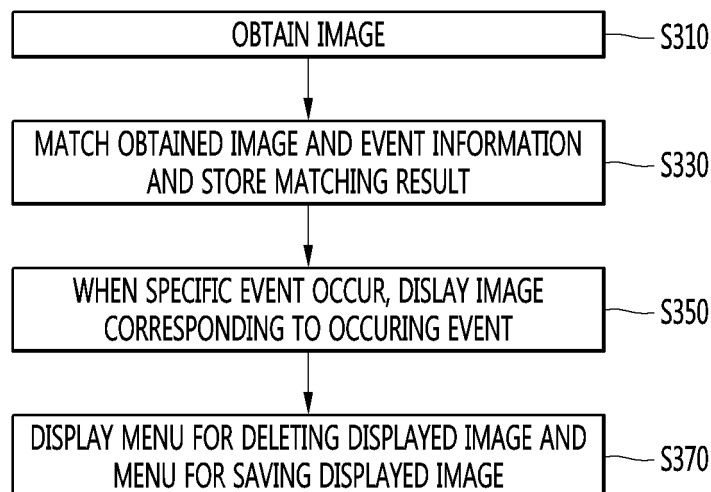 OBTAIN IMAGE
S310
MATCH OBTAINED IMAGE AND EVENT INFORMATION
AND STORE MATCHING RESULT
S330
WHEN SPECIFIC EVENT OCCUR, DISLAY IMAGE
CORRESPONDING TO OCCURING EVENT
S350
DISPLAY MENU FOR DELETING DISPLAYED IMAGE AND
MENU FOR SAVING DISPLAYED IMAGE
S370